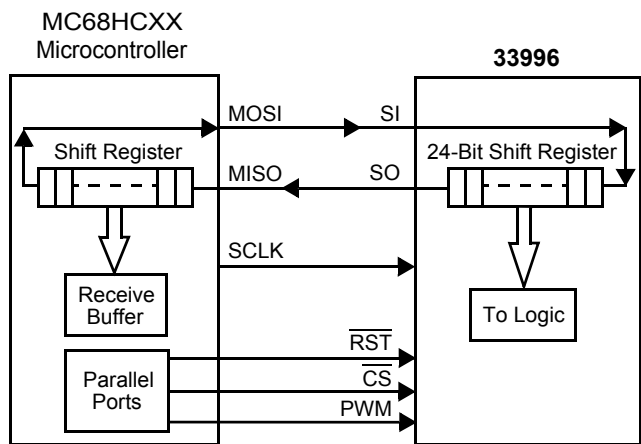 MC68HCXX
Microcontroller
33996
MOSI
SI
Shift Register
24-Bit Shift Register
MISO
SO
SCLK
Receive
Buffer
To Logic
RST
Parallel
Ports
CS
PWM